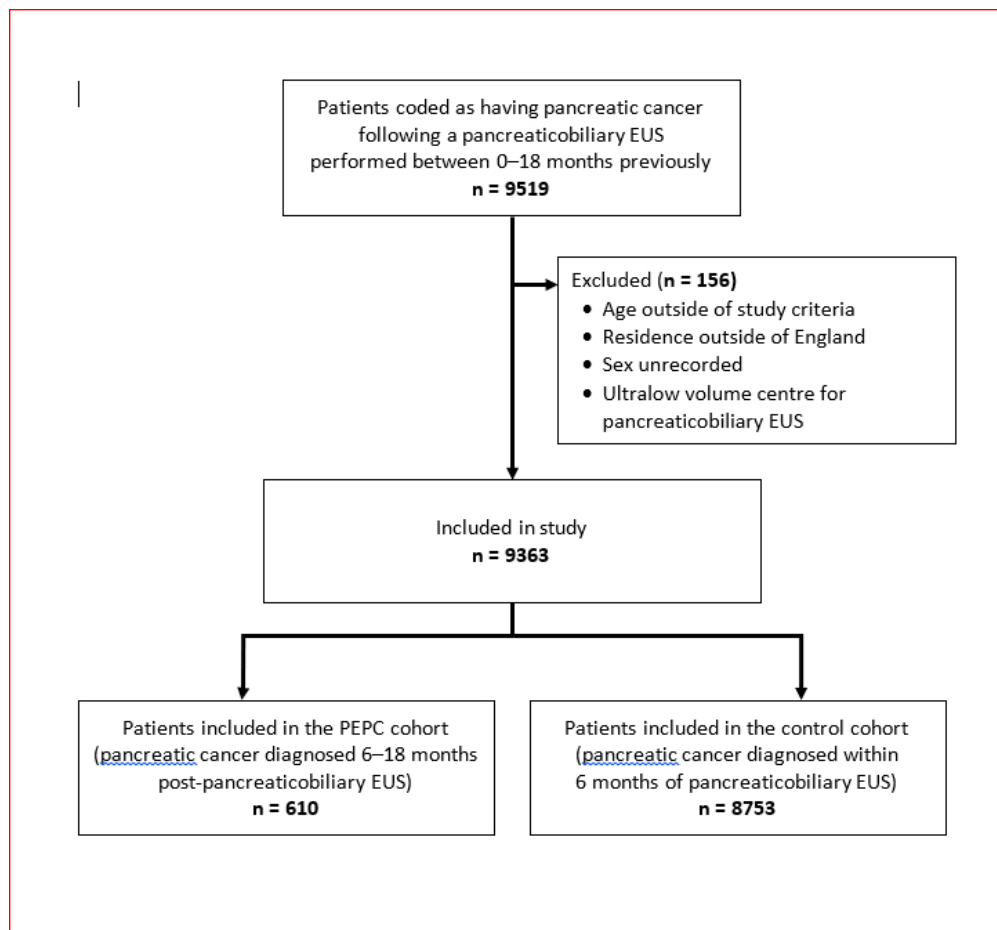 Patients coded as having pancreatic cancer
following a pancreaticobiliary EUS
performed between 0–18 months previously
n = 9519
Excluded (n = 156)
• Age outside of study criteria
• Residence outside of England
• Sex unrecorded
• Ultralow volume centre for
pancreaticobiliary EUS
Included in study
n = 9363
Patients included in the PEPC cohort
(pancreatic cancer diagnosed 6–18 months
post-pancreaticobiliary EUS)
n = 610
Patients included in the control cohort
(pancreatic cancer diagnosed within
6 months of pancreaticobiliary EUS)
n = 8753